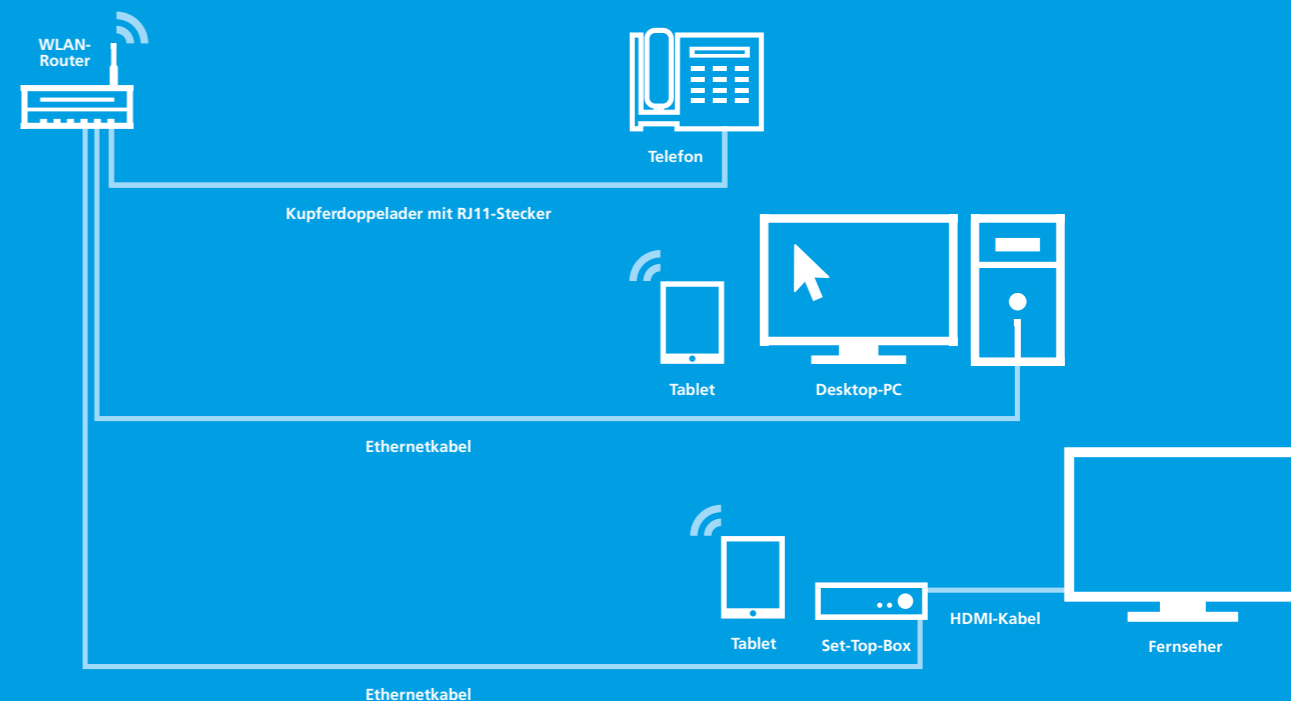 WLAN-
Router
Telefon
Kupferdoppelader mit RJ11-Stecker
Tablet
Desktop-PC
Ethernetkabel
HDMI-Kabel
Tablet
Set-Top-Box
Fernseher
Ethernetkabel